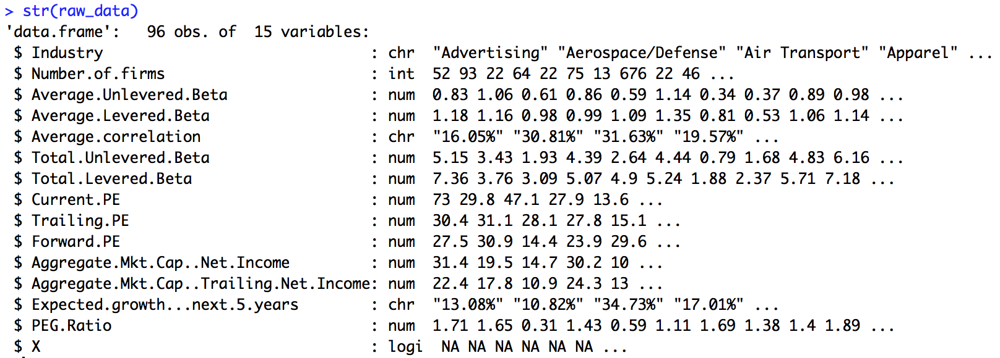 > str(raw_data)
'data.frame':   96 obs. of  15 variables:
 $ Industry                             : chr  "Advertising" "Aerospace/Defense" "Air Transport" "Apparel" ...
 $ Number.of.firms                      : int  52 93 22 64 22 75 13 676 22 46 ...
 $ Average.Unlevered.Beta               : num  0.83 1.06 0.61 0.86 0.59 1.14 0.34 0.37 0.89 0.98 ...
 $ Average.Levered.Beta                 : num  1.18 1.16 0.98 0.99 1.09 1.35 0.81 0.53 1.06 1.14 ...
 $ Average.correlation                  : chr  "16.05%" "30.81%" "31.63%" "19.57%" ...
 $ Total.Unlevered.Beta                 : num  5.15 3.43 1.93 4.39 2.64 4.44 0.79 1.68 4.83 6.16 ...
 $ Total.Levered.Beta                   : num  7.36 3.76 3.09 5.07 4.9 5.24 1.88 2.37 5.71 7.18 ...
 $ Current.PE                           : num  73 29.8 47.1 27.9 13.6 ...
 $ Trailing.PE                          : num  30.4 31.1 28.1 27.8 15.1 ...
 $ Forward.PE                           : num  27.5 30.9 14.4 23.9 29.6 ...
 $ Aggregate.Mkt.Cap..Net.Income        : num  31.4 19.5 14.7 30.2 10 ...
 $ Aggregate.Mkt.Cap..Trailing.Net.Income: num  22.4 17.8 10.9 24.3 13 ...
 $ Expected.growth...next.5.years       : chr  "13.08%" "10.82%" "34.73%" "17.01%" ...
 $ PEG.Ratio                            : num  1.71 1.65 0.31 1.43 0.59 1.11 1.69 1.38 1.4 1.89 ...
 $ X                                    : logi  NA NA NA NA NA NA ...